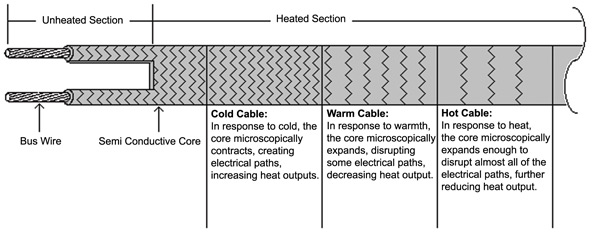 Unheated Section
Heated Section
Bus Wire
Semi Conductive Core
Cold Cable:
In response to cold, the
core microscopically
contracts, creating
electrical paths,
increasing heat outputs.
Warm Cable:
In response to warmth,
the core microscopically
expands, disrupting
some electrical paths,
decreasing heat output.
Hot Cable:
In response to heat,
the core microscopically
expands enough to
disrupt almost all of the
electrical paths, further
reducing heat output.